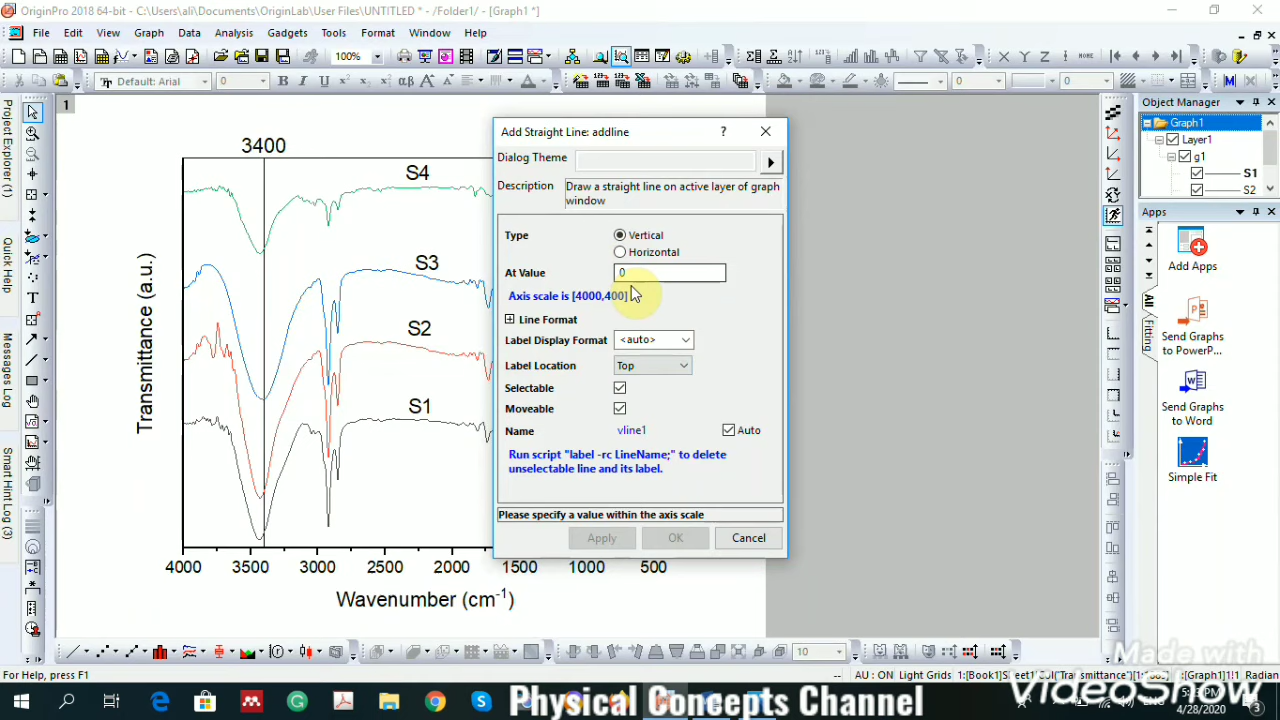 OriginPro 2018 64-bit - C:\Users\ali\Documents\OriginLab\User Files\UNTITLED * - /Folder1/ - [Graph1 *]
File Edit View Graph Data Analysis Gadgets Tools Format Window Help
100%
Default: Arial 0 B I U αβ A A A 0 0
1
Project Explorer (1)
Quick Help
Messages Log
Smart Hint Log (3)
3400
S4
S3
S2
S1
Transmittance (a.u.)
4000 3500 3000 2500 2000 1500 1000 500
Wavenumber (cm-1)
Add Straight Line: addline
Dialog Theme
Description Draw a straight line on active layer of graph
window
Type Vertical
Horizontal
At Value 0
Axis scale is [4000,400]
Line Format
Label Display Format <auto>
Label Location Top
Selectable
Moveable
Name vline1 Auto
Run script "label -rc LineName;" to delete
unselectable line and its label.
Please specify a value within the axis scale
Apply OK Cancel
Object Manager
Graph1
Layer1
g1
S1
S2
Apps
All
Fitting
Add Apps
Send Graphs
to PowerP...
Send Graphs
to Word
Simple Fit
10
For Help, press F1
-- AU : ON Light Grids
Radian
Made with
VideoShow
Physical Concepts Channel
4/28/2020